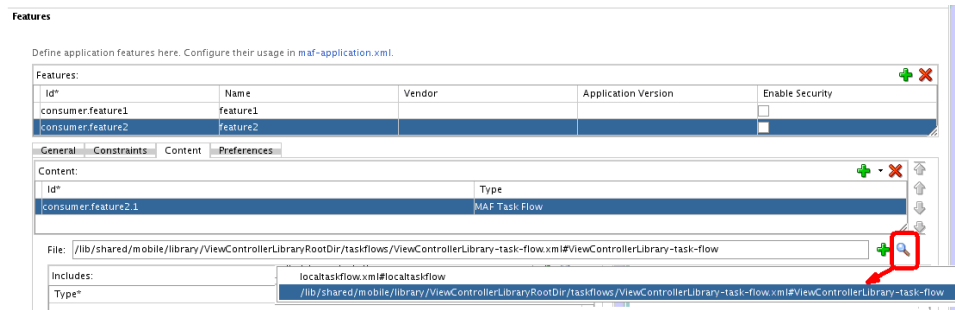 Features
Define application features here. Configure their usage in maf-application.xml.
Features:
Id* Name Vendor Application Version Enable Security
consumer.feature1 feature1
consumer.feature2 feature2
General Constraints Content Preferences
Content:
Id* Type
consumer.feature2.1 MAF Task Flow
File: /lib/shared/mobile/library/ViewControllerLibraryRootDir/taskflows/ViewControllerLibrary-task-flow.xml#ViewControllerLibrary-task-flow
Includes:
localtaskflow.xml#localtaskflow
Type*
/lib/shared/mobile/library/ViewControllerLibraryRootDir/taskflows/ViewControllerLibrary-task-flow.xml#ViewControllerLibrary-task-flow